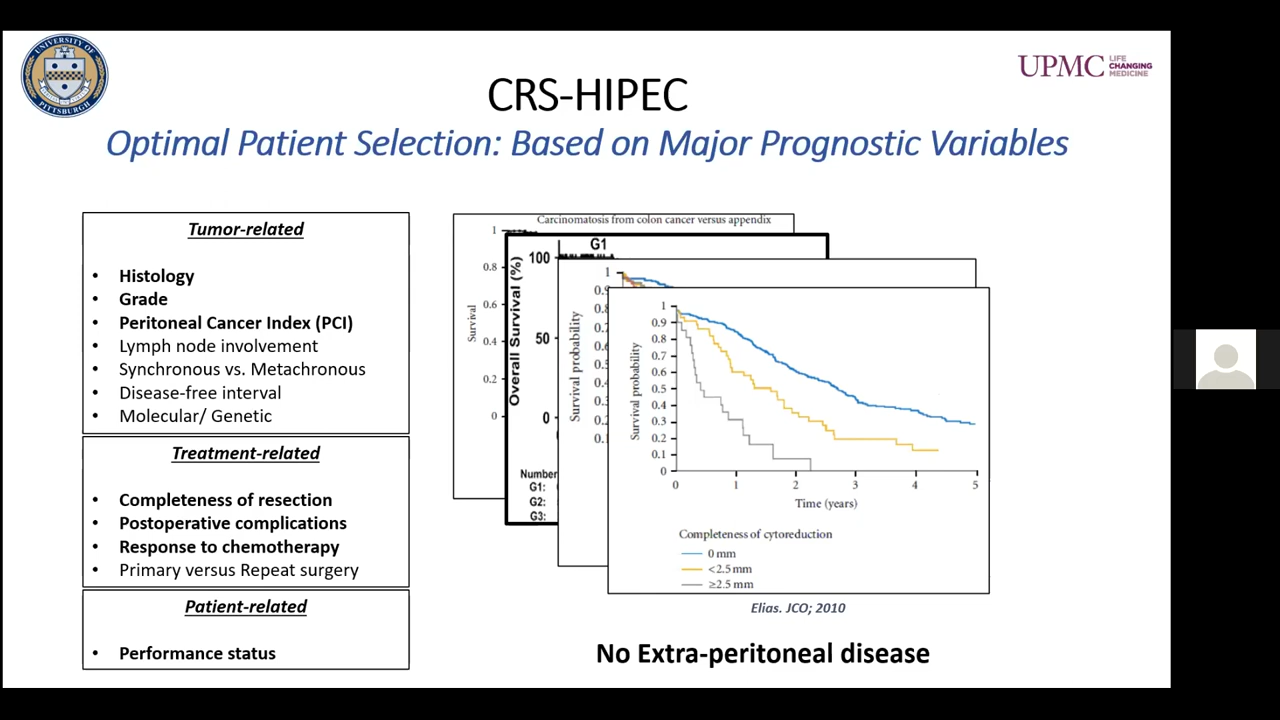 UNIVERSITY OF
PITTSBURGH
UPMC
LIFE
CHANGING
MEDICINE
CRS-HIPEC
Optimal Patient Selection: Based on Major Prognostic Variables
Tumor-related
• Histology
• Grade
• Peritoneal Cancer Index (PCI)
• Lymph node involvement
• Synchronous vs. Metachronous
• Disease-free interval
• Molecular/ Genetic
Treatment-related
• Completeness of resection
• Postoperative complications
• Response to chemotherapy
• Primary versus Repeat surgery
Patient-related
• Performance status
Carcinomatosis from colon cancer versus appendix
Survival
1
0.8
0.6
0.4
0.2
0
G1
Overall Survival (%)
100
50
0
Number
G1:
G2:
G3:
Survival probability
1
0.9
0.8
0.7
0.6
0.5
0.4
0.3
0.2
0.1
Survival probability
1
0.9
0.8
0.7
0.6
0.5
0.4
0.3
0.2
0.1
0
0 1 2 3 4 5
Time (years)
Completeness of cytoreduction
0 mm
<2.5 mm
≥2.5 mm
Elias. JCO; 2010
No Extra-peritoneal disease